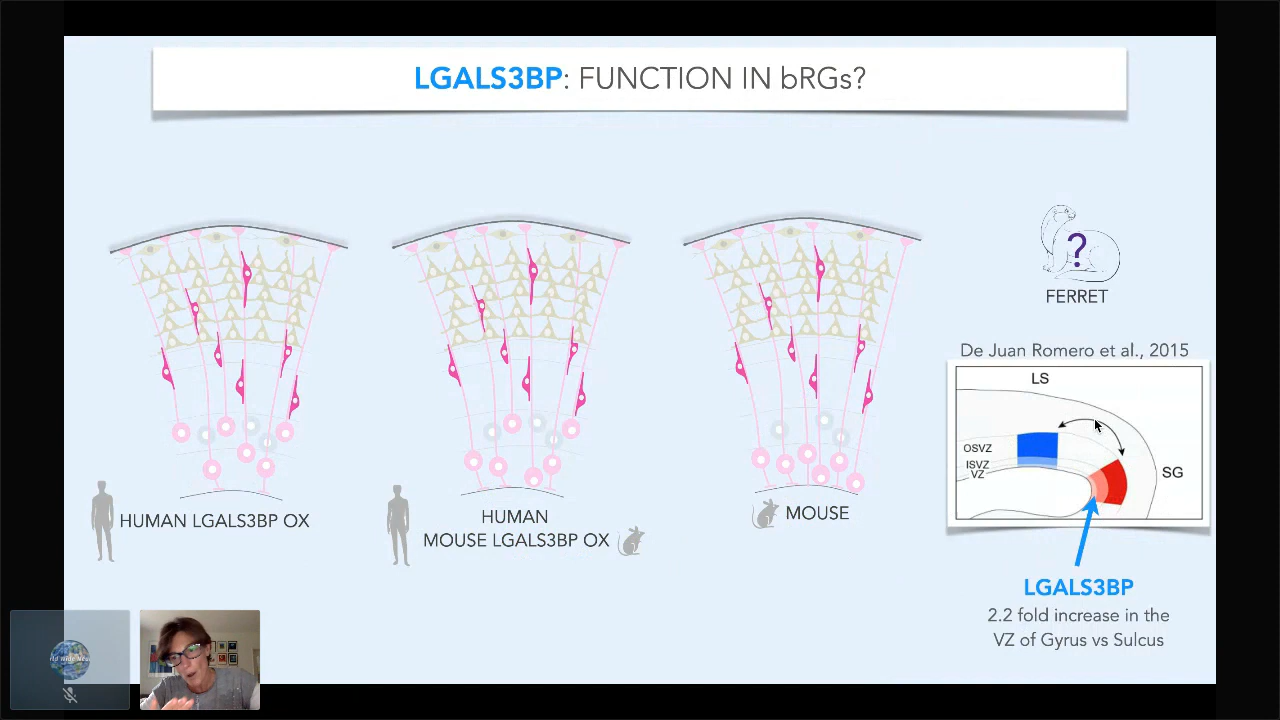 LGALS3BP: FUNCTION IN bRGs?
HUMAN LGALS3BP OX
HUMAN
MOUSE LGALS3BP OX
MOUSE
?
FERRET
De Juan Romero et al., 2015
LS
OSVZ
ISVZ
VZ
SG
LGALS3BP
2.2 fold increase in the
VZ of Gyrus vs Sulcus